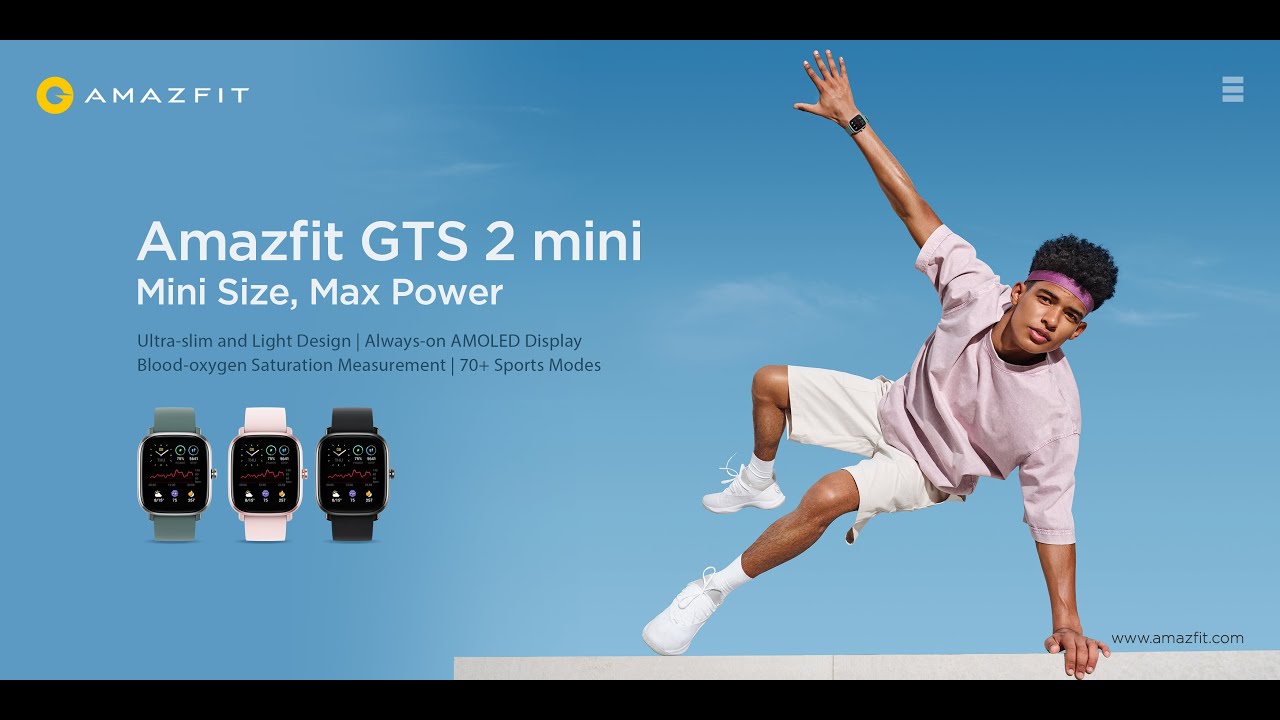 AMAZFIT
Amazfit GTS 2 mini
Mini Size, Max Power
Ultra-slim and Light Design | Always-on AMOLED Display
Blood-oxygen Saturation Measurement | 70+ Sports Modes
www.amazfit.com